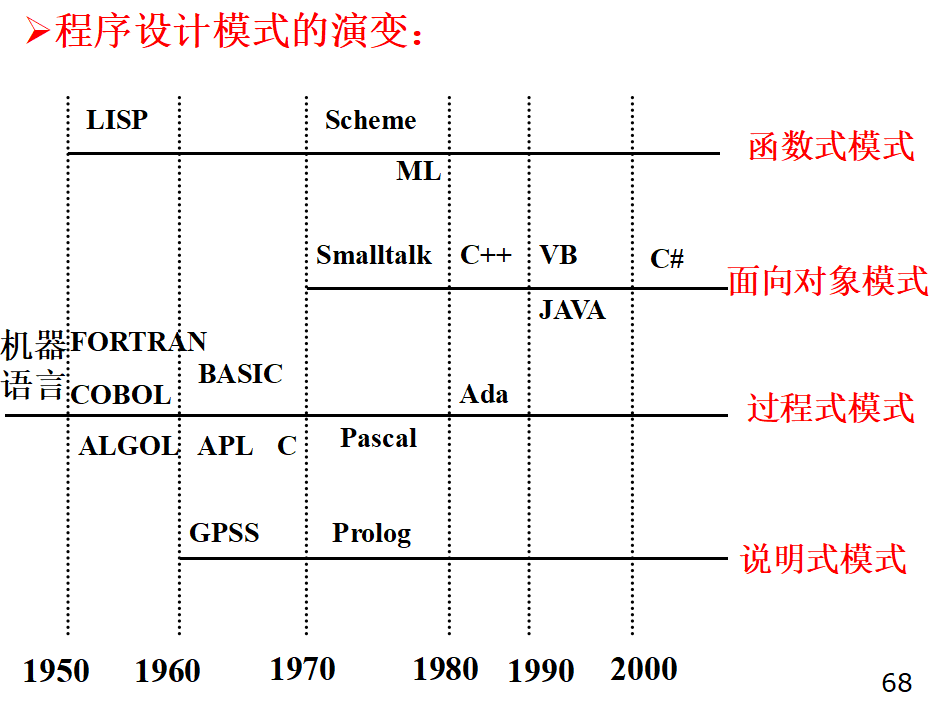 ➢程序设计模式的演变：
LISP Scheme
函数式模式
ML
Smalltalk C++ VB C#
面向对象模式
JAVA
机器
语言
FORTRAN
BASIC
COBOL Ada
过程式模式
ALGOL APL C Pascal
GPSS Prolog
说明式模式
1950 1960 1970 1980 1990 2000
68